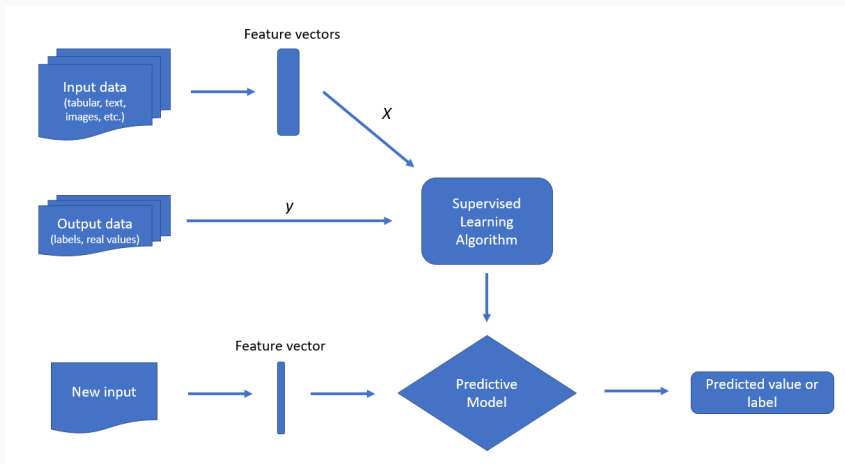 Feature vectors
Input data
(tabular, text,
images, etc.)
X
y
Output data
(labels, real values)
Supervised
Learning
Algorithm
Feature vector
New input
Predictive
Model
Predicted value or
label